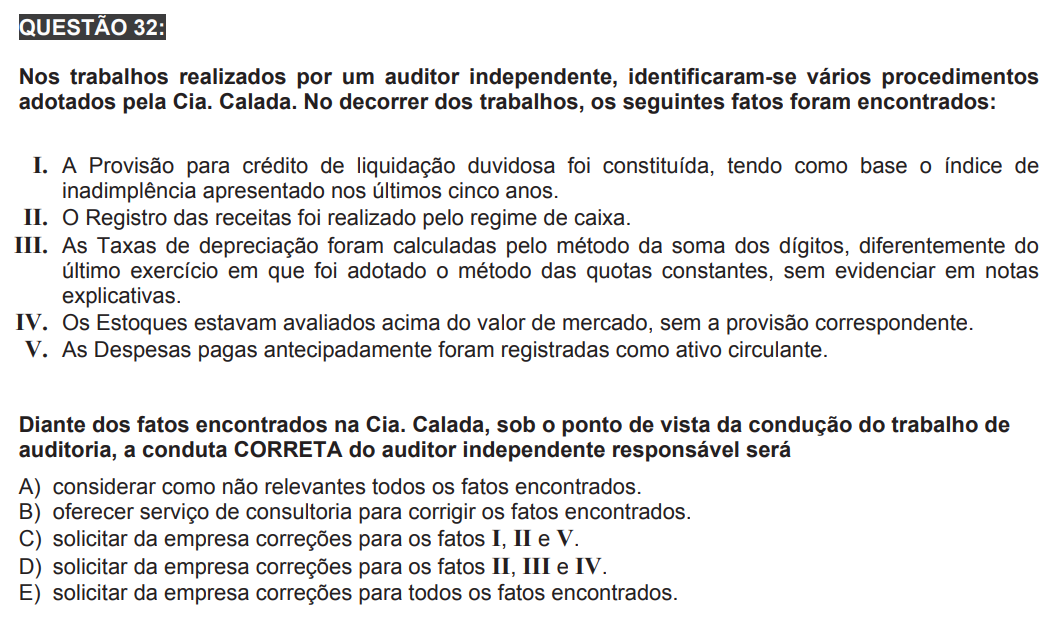 QUESTÃO 32:
Nos trabalhos realizados por um auditor independente, identificaram-se vários procedimentos
adotados pela Cia. Calada. No decorrer dos trabalhos, os seguintes fatos foram encontrados:
I. A Provisão para crédito de liquidação duvidosa foi constituída, tendo como base o índice de
inadimplência apresentado nos últimos cinco anos.
II. O Registro das receitas foi realizado pelo regime de caixa.
III. As Taxas de depreciação foram calculadas pelo método da soma dos dígitos, diferentemente do
último exercício em que foi adotado o método das quotas constantes, sem evidenciar em notas
explicativas.
IV. Os Estoques estavam avaliados acima do valor de mercado, sem a provisão correspondente.
V. As Despesas pagas antecipadamente foram registradas como ativo circulante.
Diante dos fatos encontrados na Cia. Calada, sob o ponto de vista da condução do trabalho de
auditoria, a conduta CORRETA do auditor independente responsável será
A) considerar como não relevantes todos os fatos encontrados.
B) oferecer serviço de consultoria para corrigir os fatos encontrados.
C) solicitar da empresa correções para os fatos I, II e V.
D) solicitar da empresa correções para os fatos II, III e IV.
E) solicitar da empresa correções para todos os fatos encontrados.